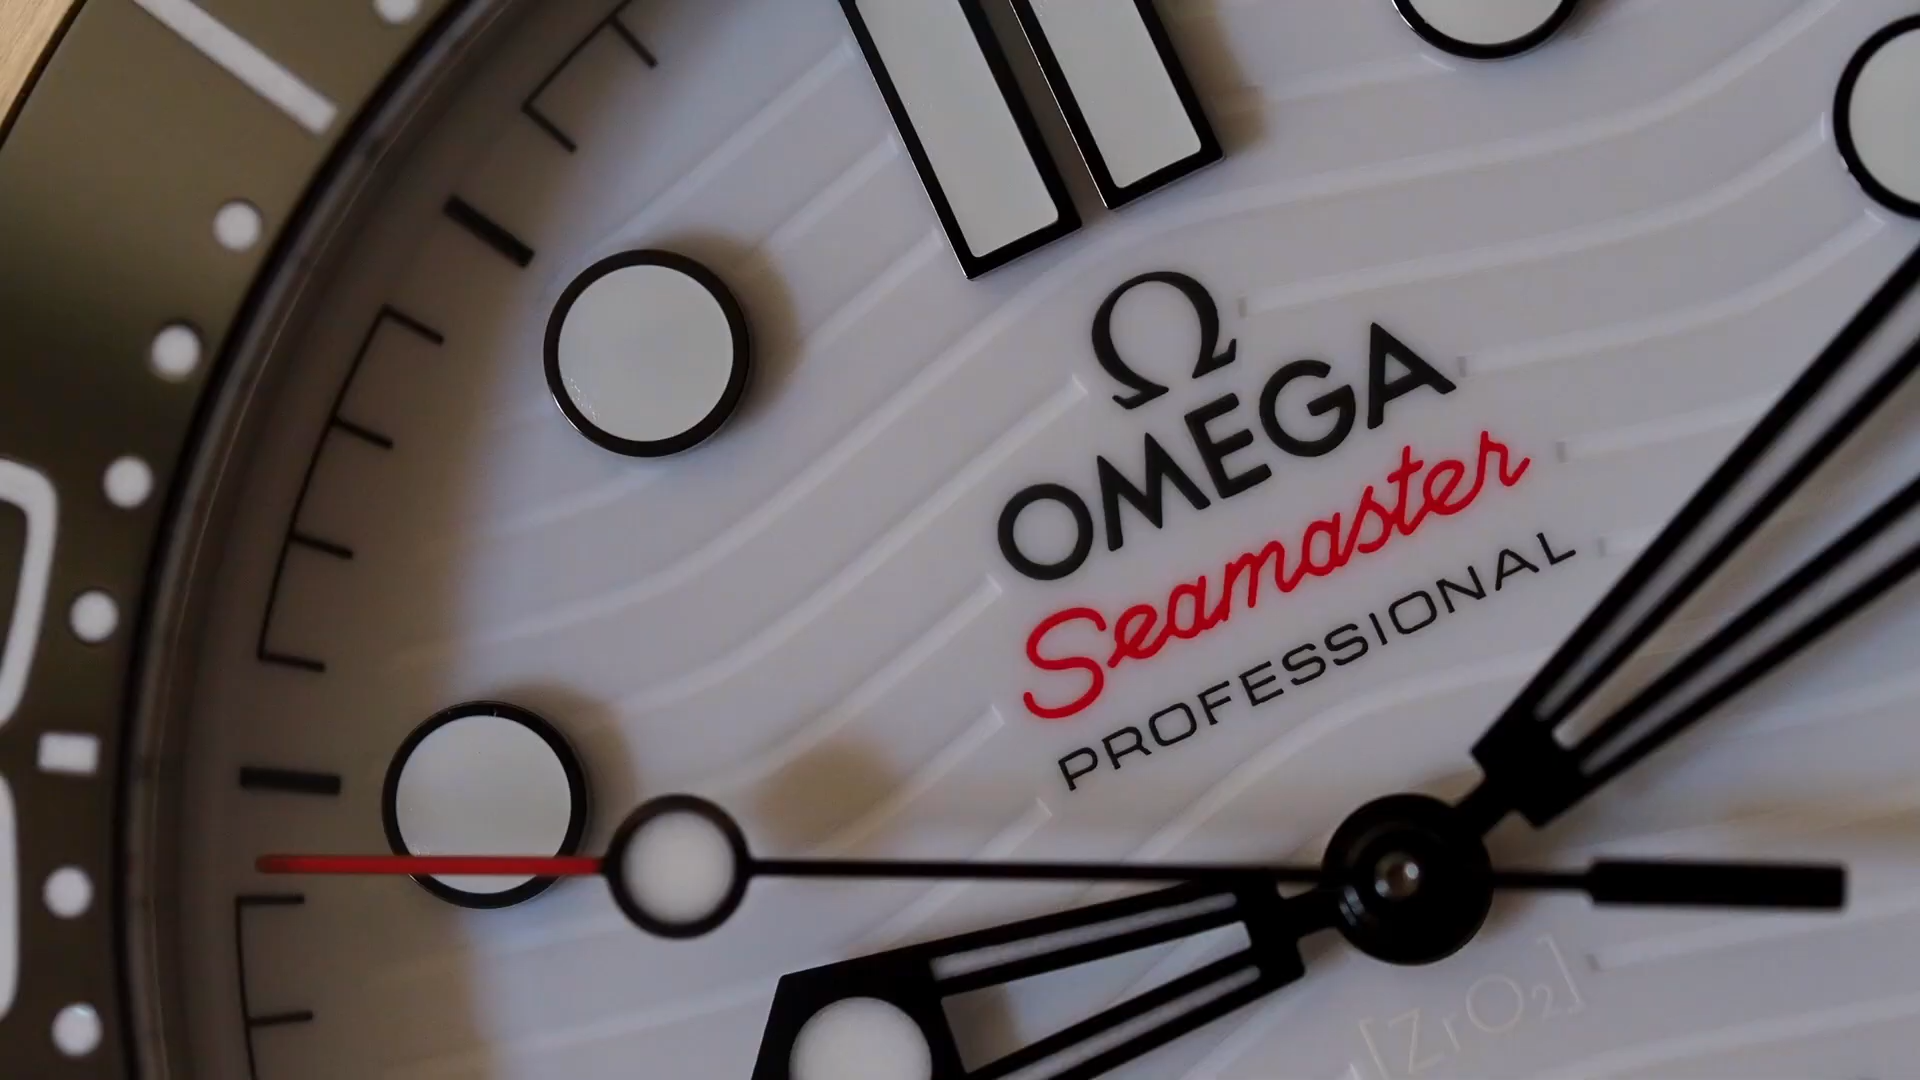 Ω
OMEGA
Seamaster
PROFESSIONAL
[ZrO₂]